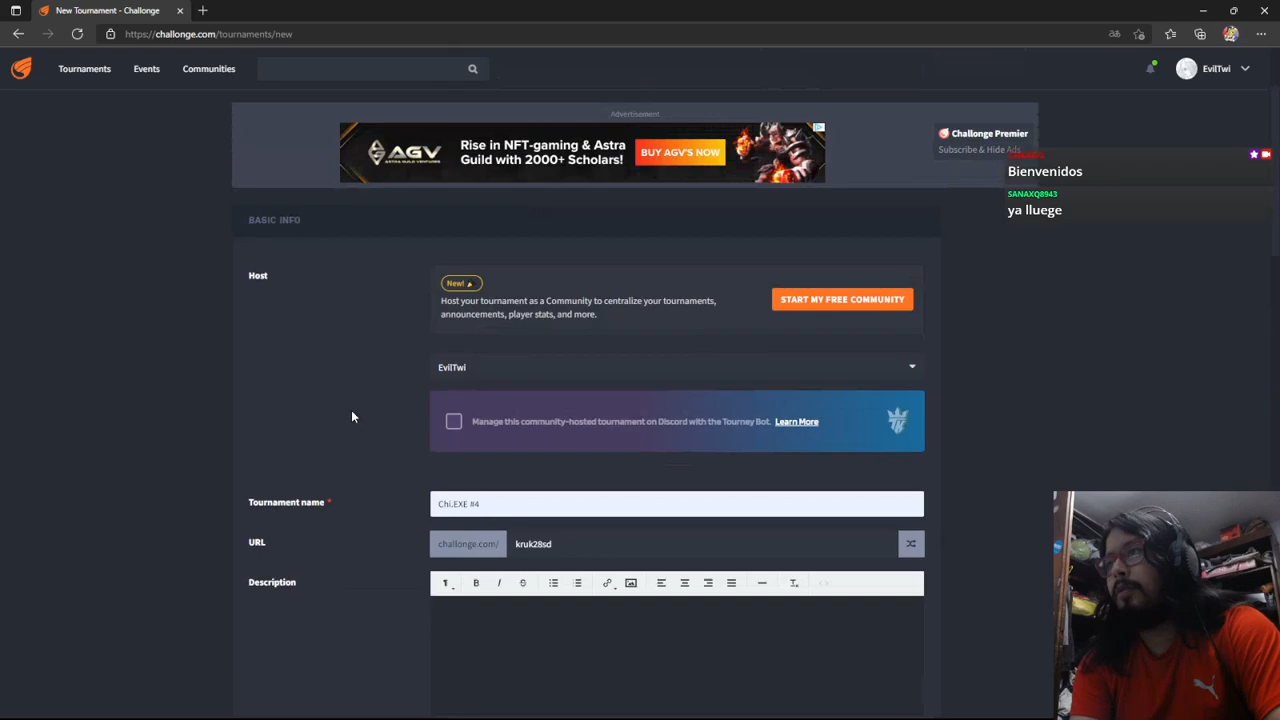 New Tournament - Challonge
https://challonge.com/tournaments/new
Tournaments
Events
Communities
EvilTwi
Advertisement
AGV
Rise in NFT-gaming & Astra
Guild with 2000+ Scholars!
BUY AGV'S NOW
Challonge Premier
Subscribe & Hide Ads
Bienvenidos
SANAXQ8943
ya lluege
BASIC INFO
Host
New!
Host your tournament as a Community to centralize your tournaments,
announcements, player stats, and more.
START MY FREE COMMUNITY
EvilTwi
Manage this community-hosted tournament on Discord with the Tourney Bot. Learn More
Tournament name *
Chi.EXE #4
URL
challonge.com/
kruk28sd
Description